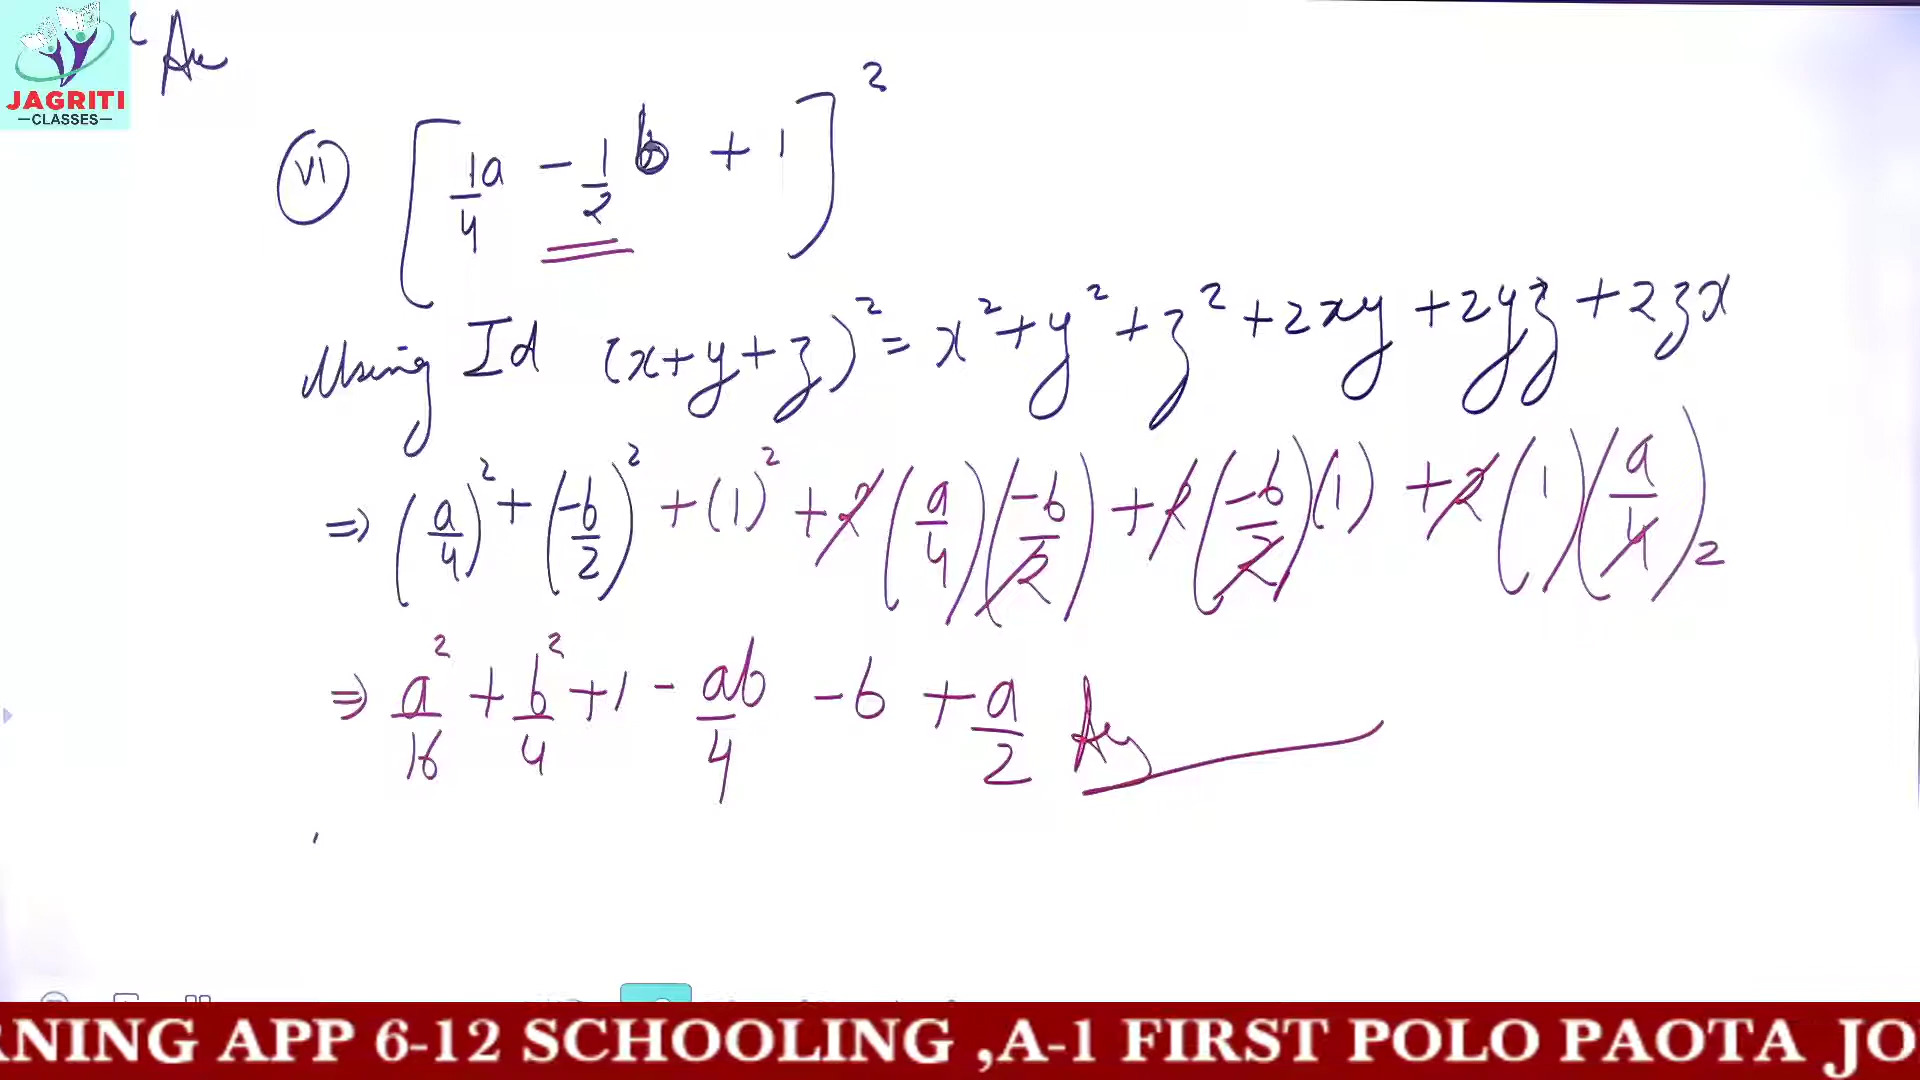 JAGRITI
—CLASSES—
(VI) [1/4 a - 1/2 b + 1]²
Using Id (x+y+z)² = x²+y²+z²+2xy+2yz+2zx
⇒ (a/4)² + (-b/2)² + (1)² + 2(a/4)(-b/2) + 2(-b/2)(1) + 2(1)(a/4) 2
⇒ a²/16 + b²/4 + 1 - ab/4 - b + a/2
RNING APP 6-12 SCHOOLING ,A-1 FIRST POLO PAOTA JO